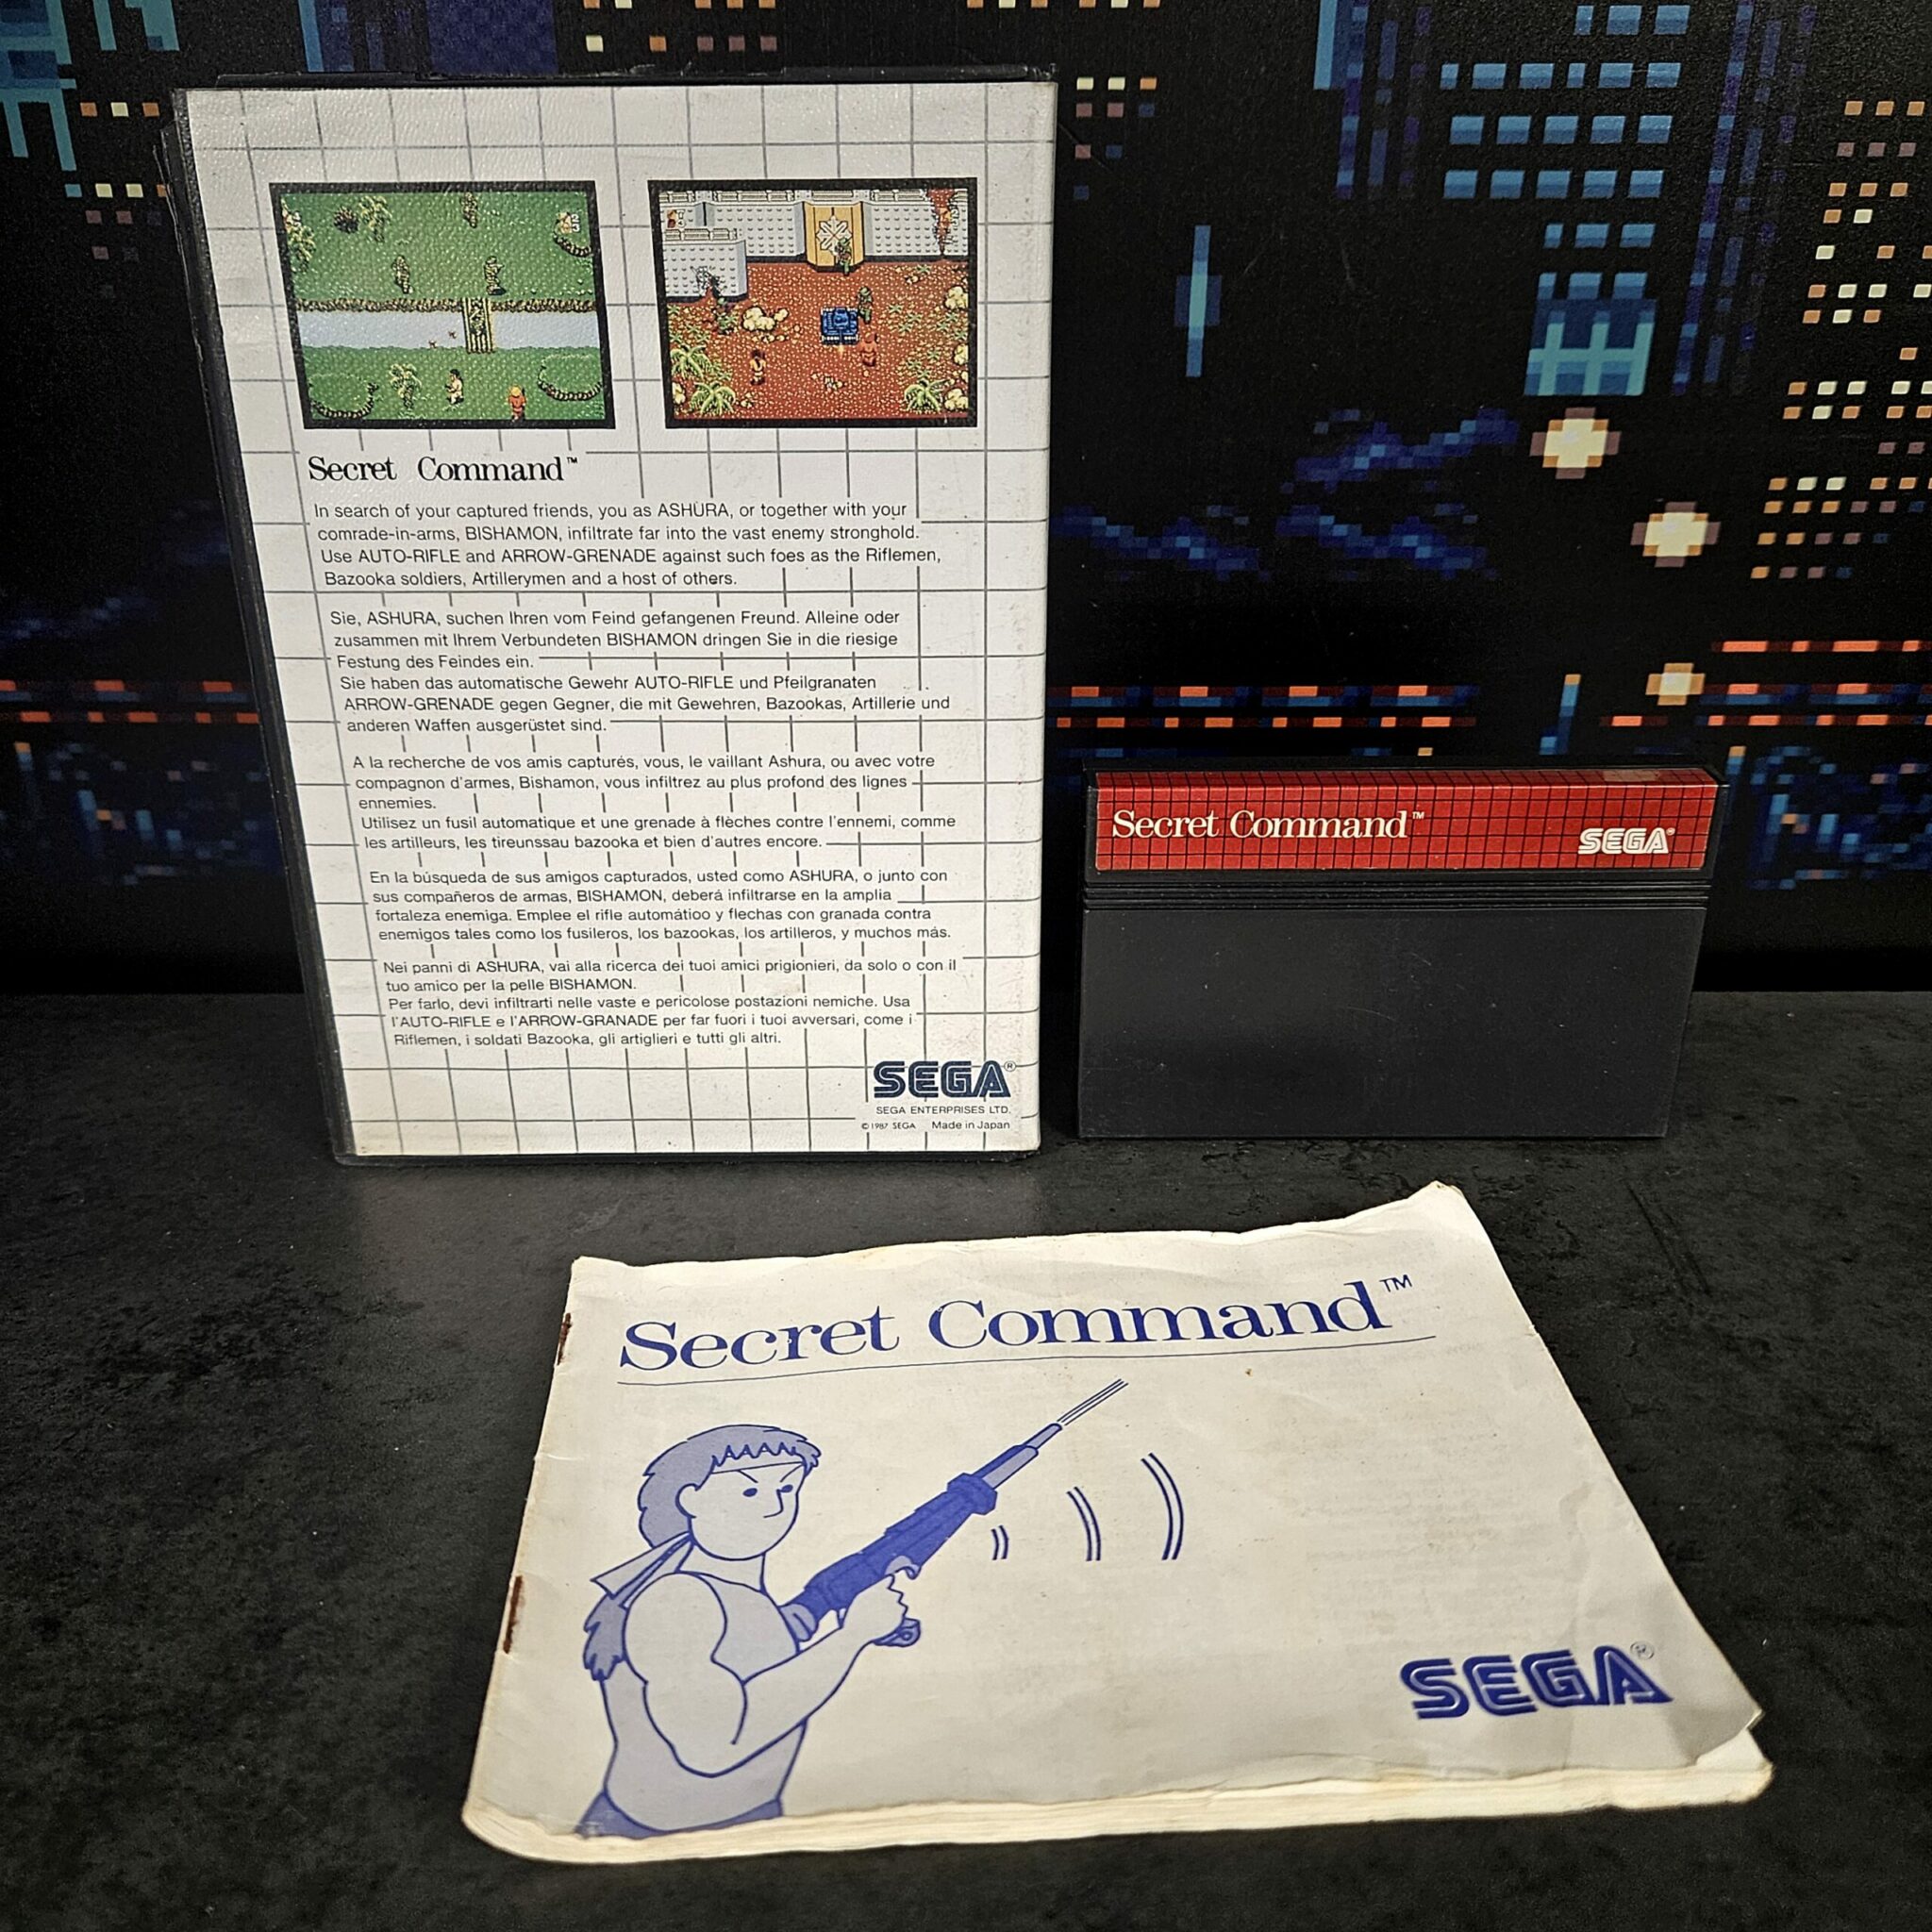 Secret Command™
In search of your captured friends, you as ASHURA, or together with your
comrade-in-arms, BISHAMON, infiltrate far into the vast enemy stronghold.
Use AUTO-RIFLE and ARROW-GRENADE against such foes as the Riflemen,
Bazooka soldiers, Artillerymen and a host of others.
Sie, ASHURA, suchen Ihren vom Feind gefangenen Freund. Alleine oder
zusammen mit Ihrem Verbundeten BISHAMON dringen Sie in die riesige
Festung des Feindes ein.
Sie haben das automatische Gewehr AUTO-RIFLE und Pfeilgranaten
ARROW-GRENADE gegen Gegner, die mit Gewehren, Bazookas, Artillerie und
anderen Waffen ausgerüstet sind.
A la recherche de vos amis capturés, vous, le vaillant Ashura, ou avec votre
compagnon d'armes, Bishamon, vous infiltrez au plus profond des lignes
ennemies.
Utilisez un fusil automatique et une grenade à flèches contre l'ennemi, comme
les artilleurs, les tireunssau bazooka et bien d'autres encore.
En la búsqueda de sus amigos capturados, usted como ASHURA, o junto con
sus compañeros de armas, BISHAMON, deberá infiltrarse en la amplia
fortaleza enemiga. Emplee el rifle automátioo y flechas con granada contra
enemigos tales como los fusileros, los bazookas, los artilleros, y muchos más.
Nei panni di ASHURA, vai alla ricerca dei tuoi amici prigionieri, da solo o con il
tuo amico per la pelle BISHAMON.
Per farlo, devi infiltrarti nelle vaste e pericolose postazioni nemiche. Usa
l'AUTO-RIFLE e l'ARROW-GRANADE per far fuori i tuoi avversari, come i
Riflemen, i soldati Bazooka, gli artiglieri e tutti gli altri.
SEGA®
SEGA ENTERPRISES LTD.
©1987 SEGA Made in Japan
Secret Command™
SEGA®
Secret Command™
SEGA®